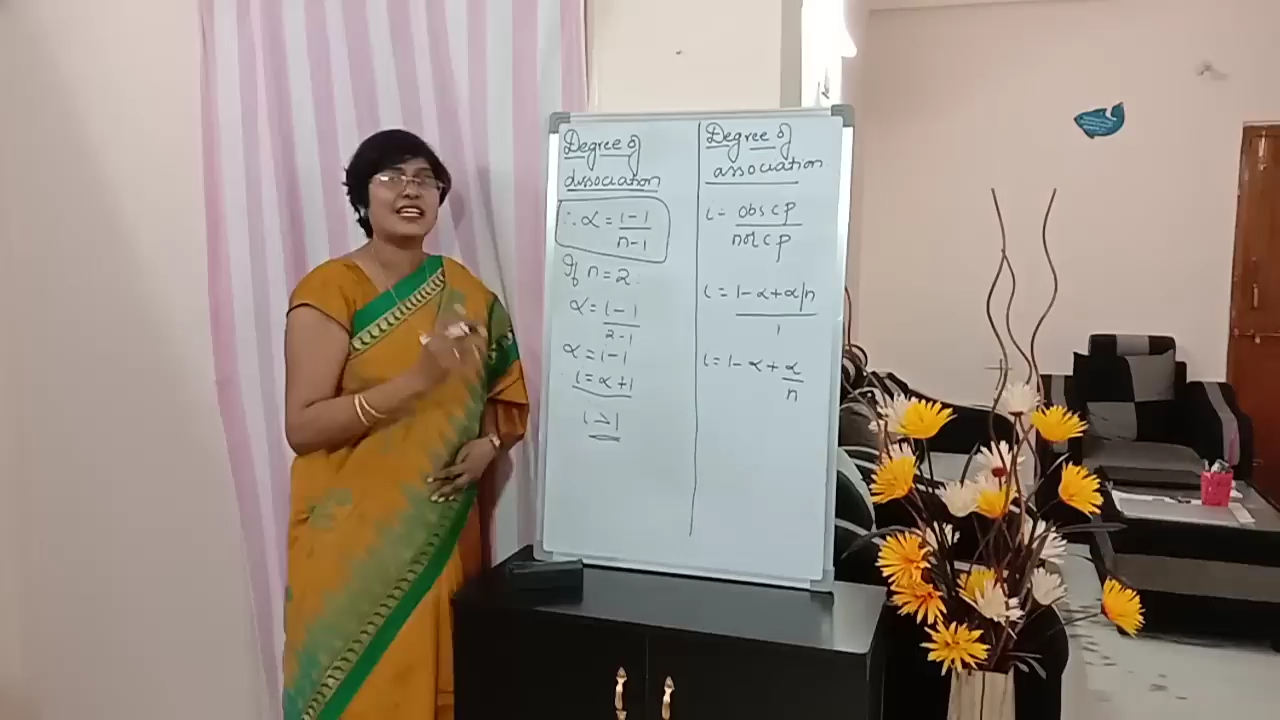 Degree of
dissociation
∴ α = i-1
n-1
If n=2
α = i-1
2-1
α = i-1
i = α+1
i>1
Degree of
association
i = obs cp
nor cp
i = 1-α+α/n
1
i = 1-α+α
n